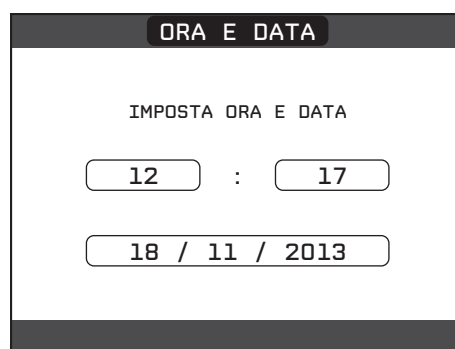 ORA E DATA
IMPOSTA ORA E DATA
12 : 17
18 / 11 / 2013